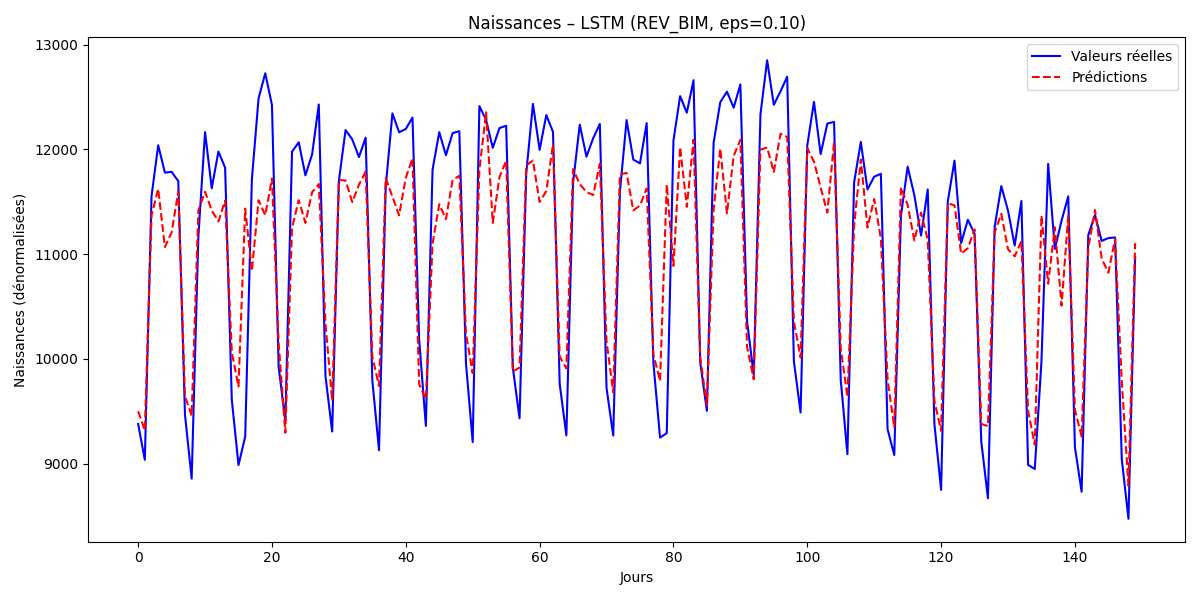 Naissances – LSTM (REV_BIM, eps=0.10)
Valeurs réelles
Prédictions
Naissances (dénormalisées)
13000
12000
11000
10000
9000
0 20 40 60 80 100 120 140
Jours